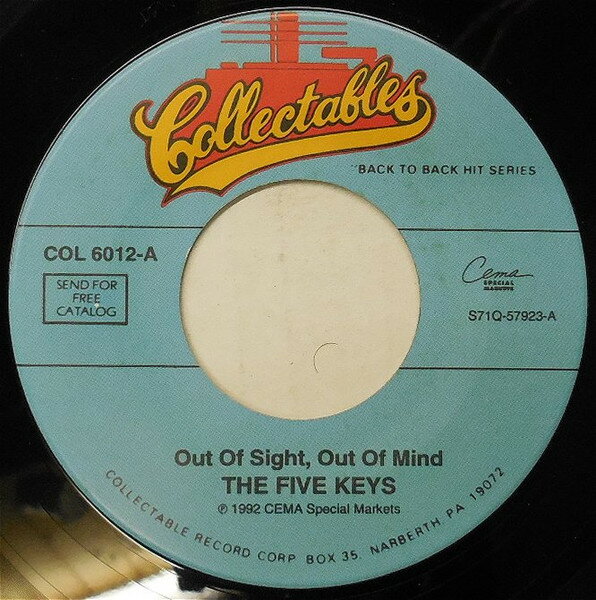 Collectables
BACK TO BACK HIT SERIES
COL 6012-A
SEND FOR
FREE
CATALOG
Cema
SPECIAL
MARKETS
S71Q-57923-A
Out Of Sight, Out Of Mind
THE FIVE KEYS
℗ 1992 CEMA Special Markets
COLLECTABLE RECORD CORP BOX 35, NARBERTH PA 19072